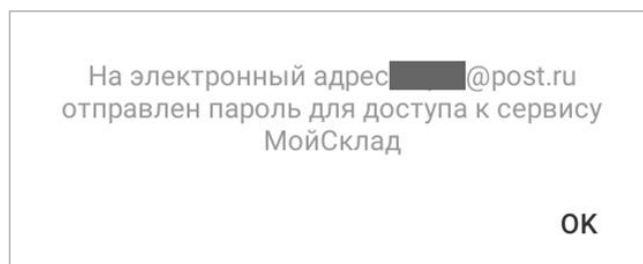 На электронный адрес @post.ru
отправлен пароль для доступа к сервису
МойСклад
OK